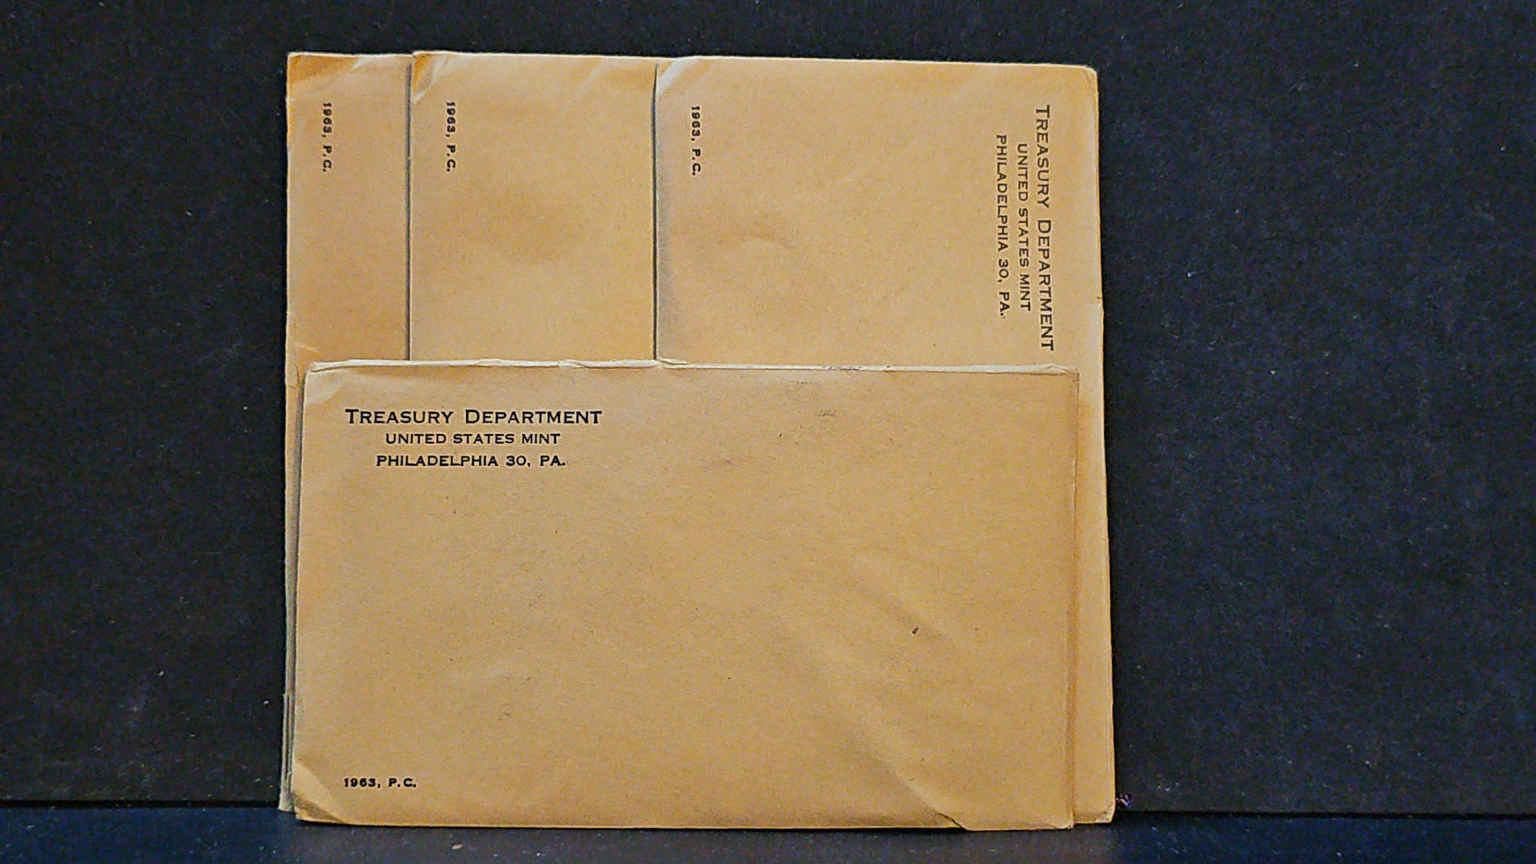 1963, P.C.
1963, P.C.
1963, P.C.
TREASURY DEPARTMENT
UNITED STATES MINT
PHILADELPHIA 30, PA.
TREASURY DEPARTMENT
UNITED STATES MINT
PHILADELPHIA 30, PA.
1963, P.C.